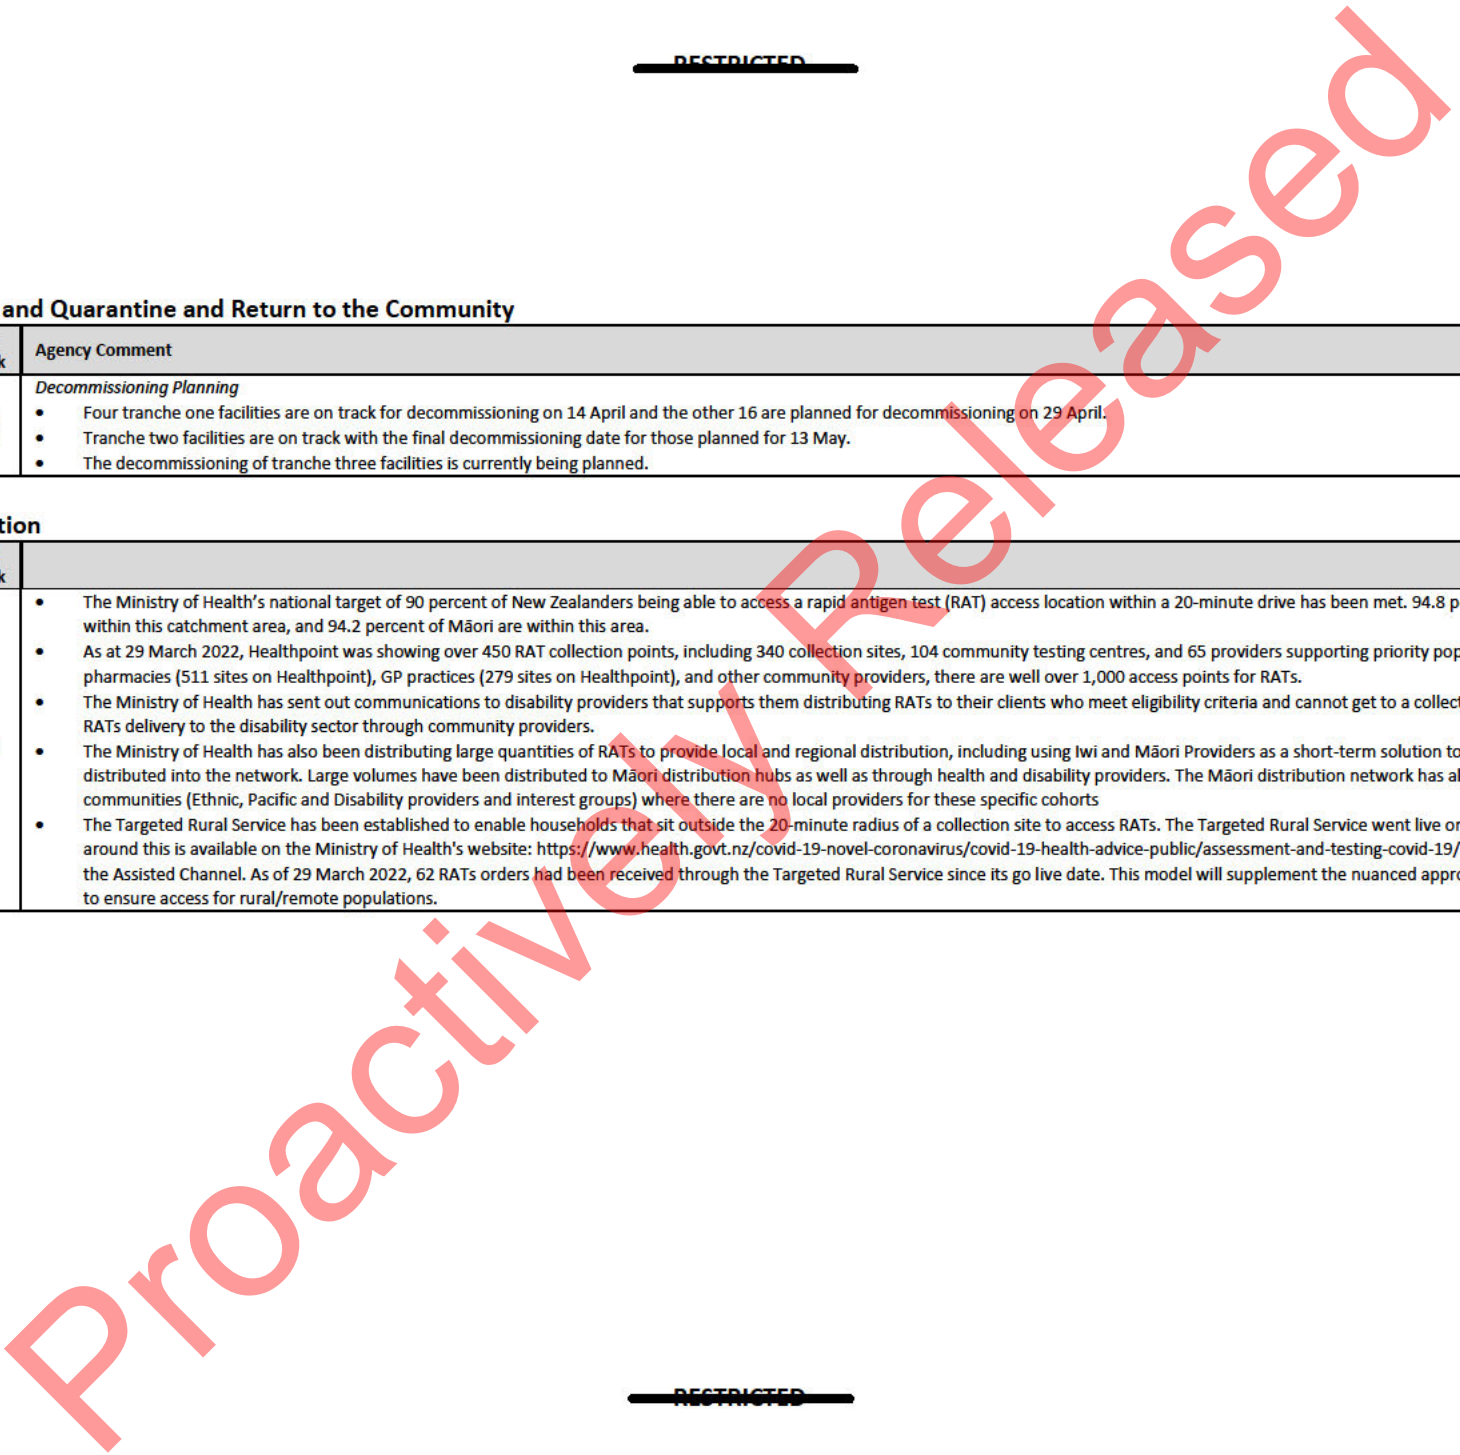 RESTRICTED
and Quarantine and Return to the Community
k
Agency Comment
Decommissioning Planning
• Four tranche one facilities are on track for decommissioning on 14 April and the other 16 are planned for decommissioning on 29 April.
• Tranche two facilities are on track with the final decommissioning date for those planned for 13 May.
• The decommissioning of tranche three facilities is currently being planned.
tion
k
• The Ministry of Health's national target of 90 percent of New Zealanders being able to access a rapid antigen test (RAT) access location within a 20-minute drive has been met. 94.8 p
within this catchment area, and 94.2 percent of Māori are within this area.
• As at 29 March 2022, Healthpoint was showing over 450 RAT collection points, including 340 collection sites, 104 community testing centres, and 65 providers supporting priority pop
pharmacies (511 sites on Healthpoint), GP practices (279 sites on Healthpoint), and other community providers, there are well over 1,000 access points for RATs.
• The Ministry of Health has sent out communications to disability providers that supports them distributing RATs to their clients who meet eligibility criteria and cannot get to a collect
RATs delivery to the disability sector through community providers.
• The Ministry of Health has also been distributing large quantities of RATs to provide local and regional distribution, including using Iwi and Māori Providers as a short-term solution to
distributed into the network. Large volumes have been distributed to Māori distribution hubs as well as through health and disability providers. The Māori distribution network has al
communities (Ethnic, Pacific and Disability providers and interest groups) where there are no local providers for these specific cohorts
• The Targeted Rural Service has been established to enable households that sit outside the 20-minute radius of a collection site to access RATs. The Targeted Rural Service went live on
around this is available on the Ministry of Health's website: https://www.health.govt.nz/covid-19-novel-coronavirus/covid-19-health-advice-public/assessment-and-testing-covid-19/
the Assisted Channel. As of 29 March 2022, 62 RATs orders had been received through the Targeted Rural Service since its go live date. This model will supplement the nuanced appro
to ensure access for rural/remote populations.
Proactively Released
RESTRICTED